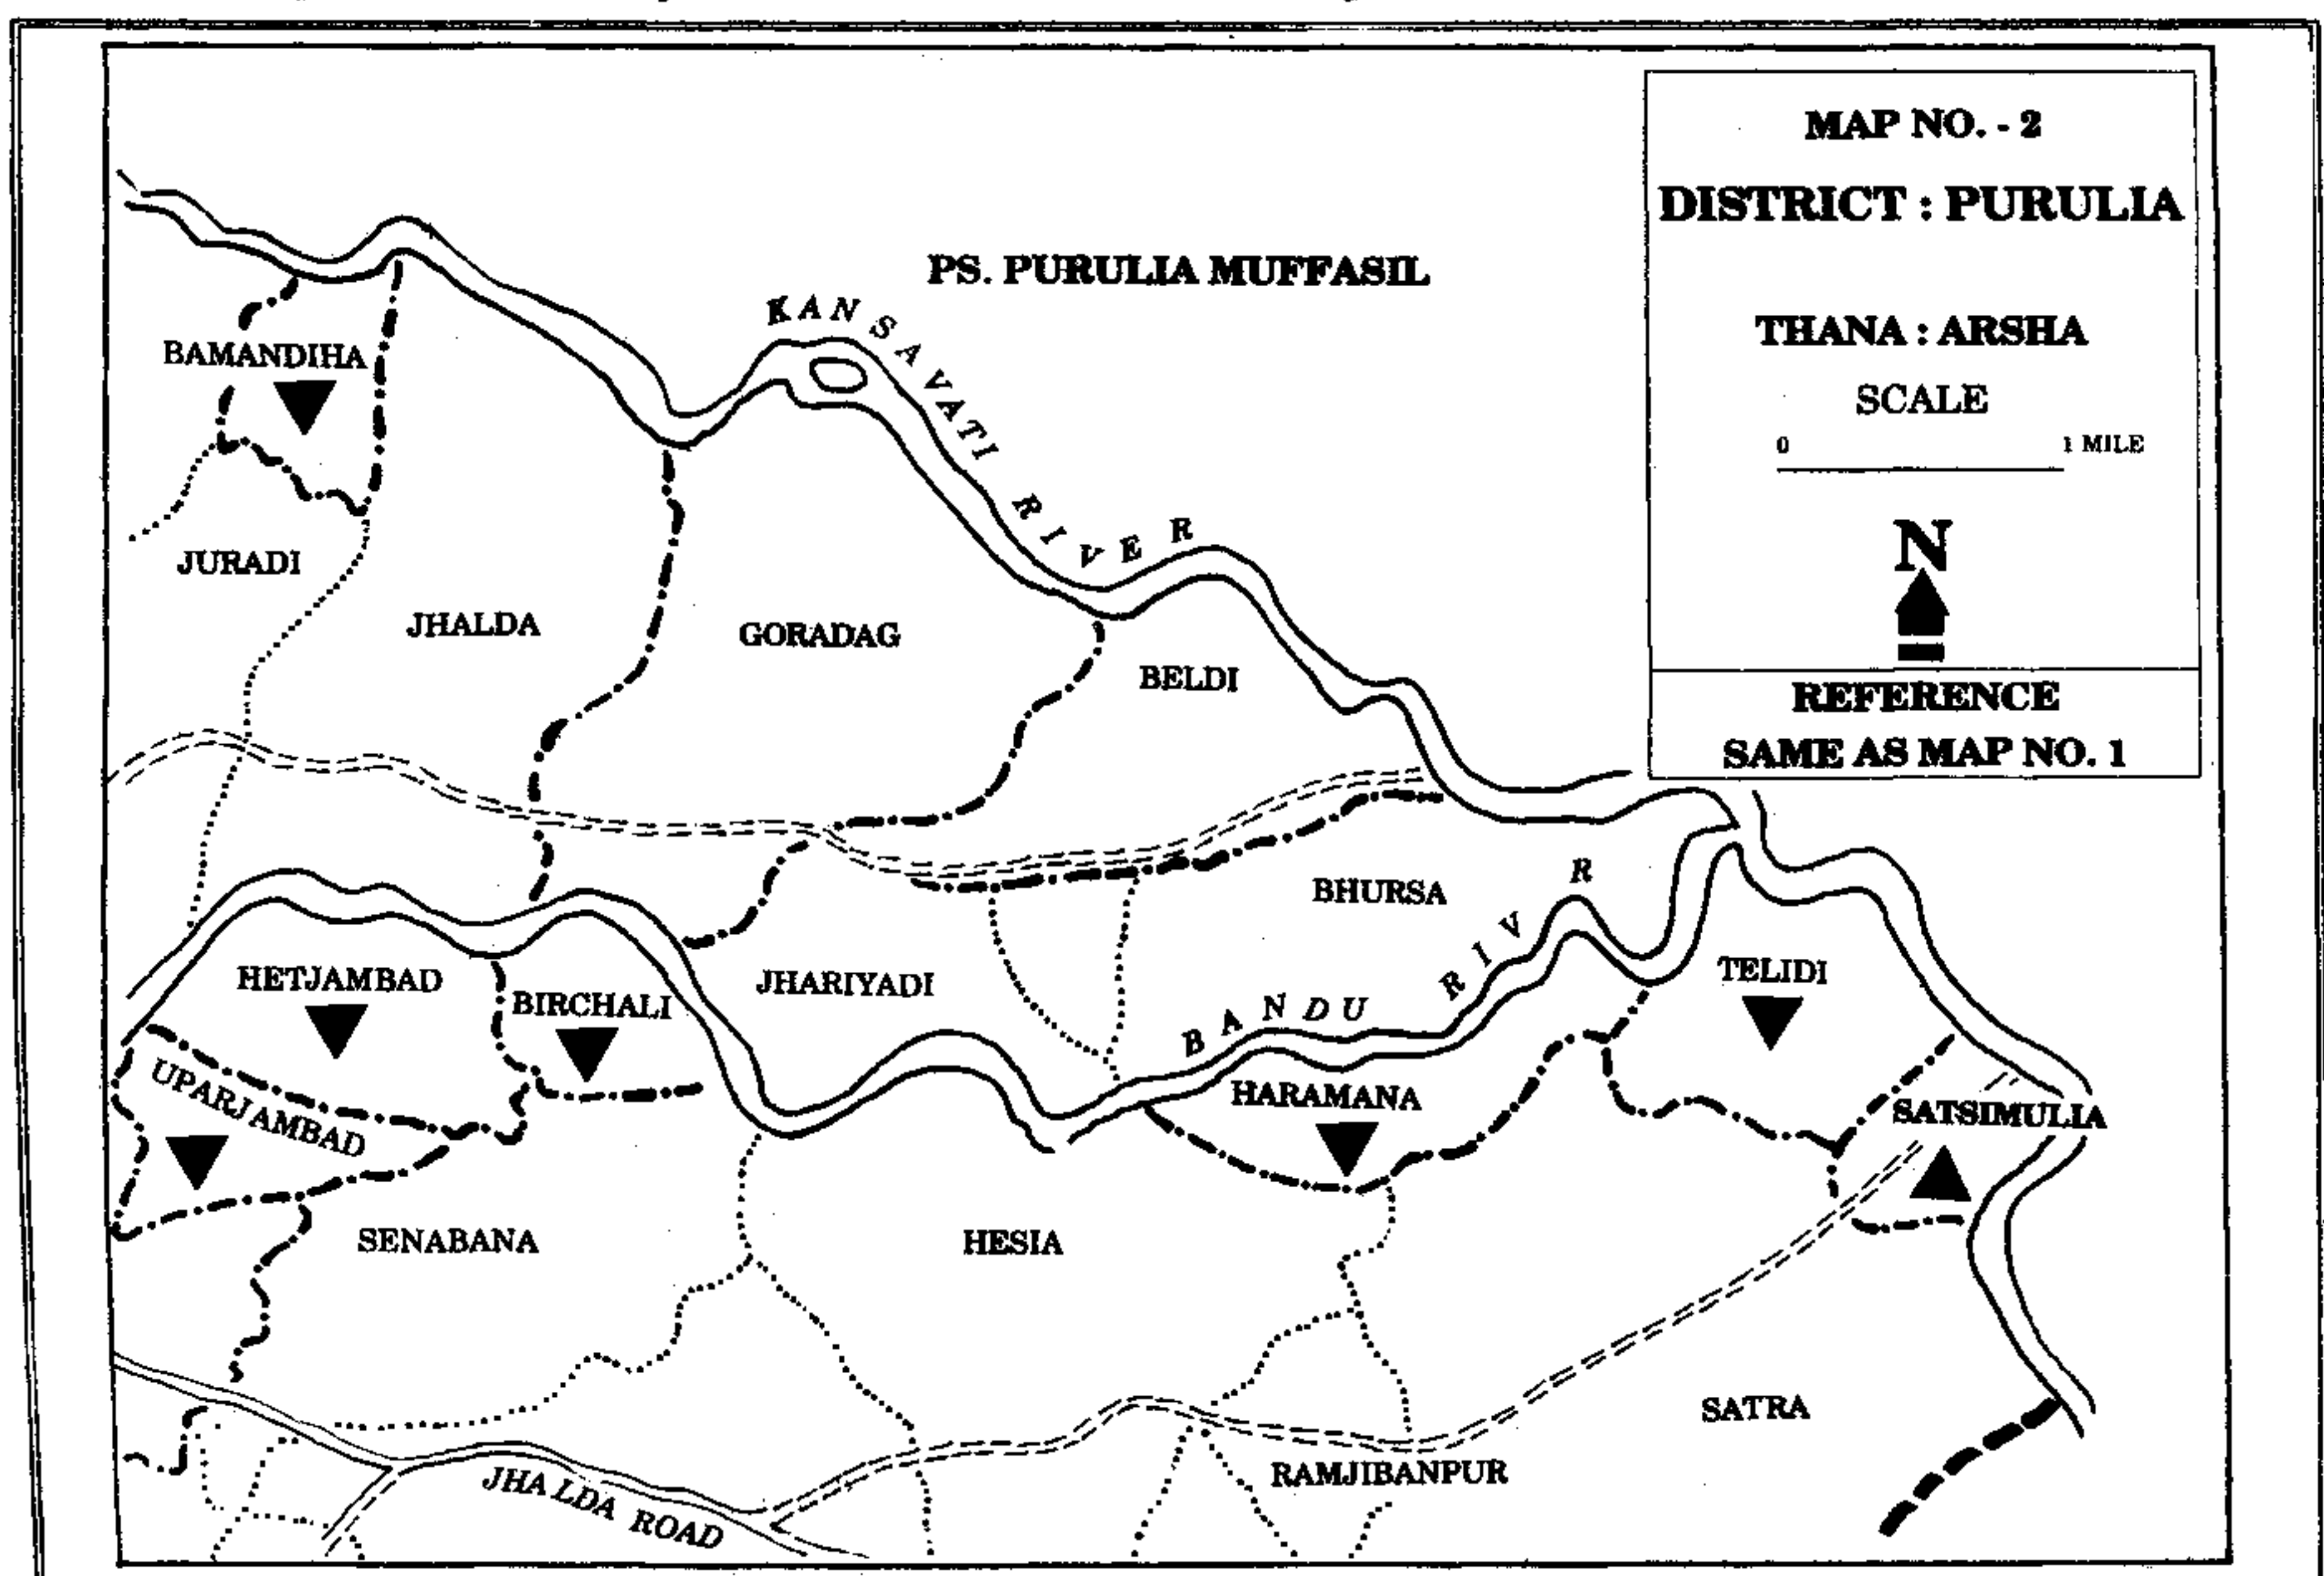 MAP NO. - 2
DISTRICT : PURULIA
THANA : ARSHA
SCALE
0 1 MILE
N
REFERENCE
SAME AS MAP NO. 1
PS. PURULIA MUFFASIL
KANSAVATI RIVER
BAMANDIHA
JURADI
JHALDA
GORADAG
BELDI
BHURSA
BANDU RIV R
HETJAMBAD
BIRCHALI
JHARIYADI
TELIDI
UPARJAMBAD
HARAMANA
SATSIMULIA
SENABANA
HESIA
SATRA
RAMJIBANPUR
JHALDA ROAD